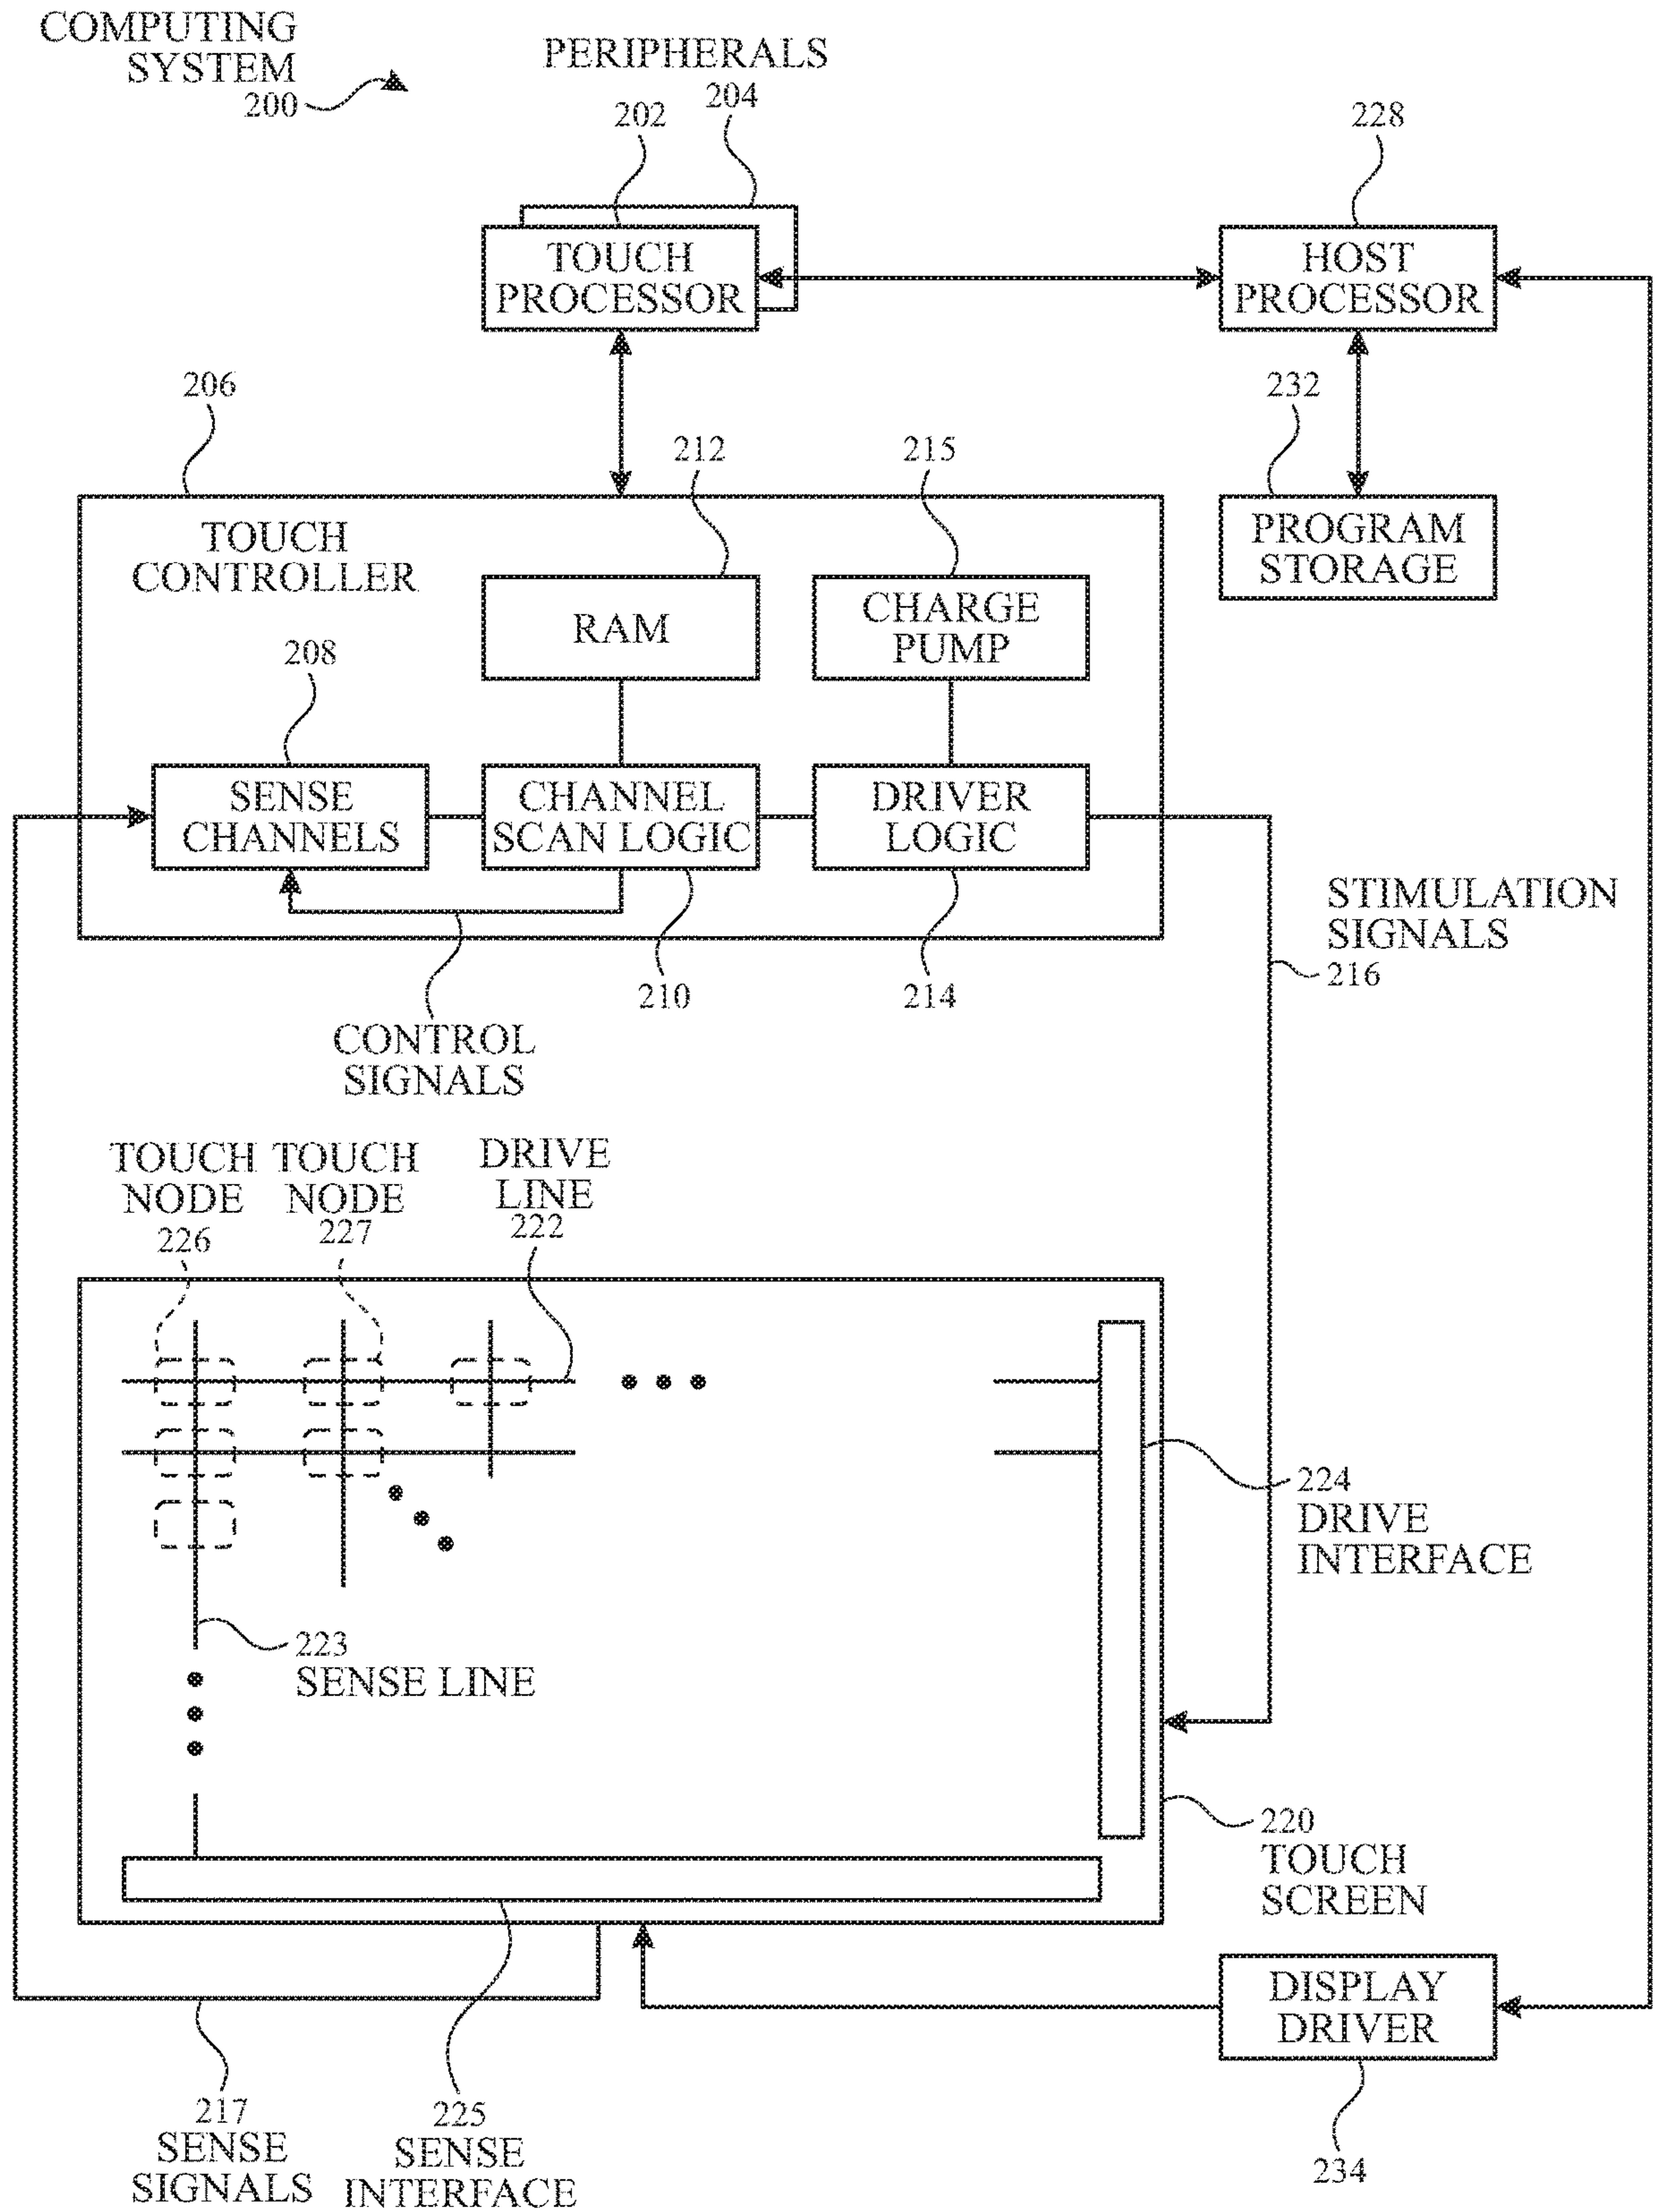 COMPUTING
SYSTEM
200
PERIPHERALS
204
202
228
TOUCH
PROCESSOR
HOST
PROCESSOR
206
212
215
232
TOUCH
CONTROLLER
RAM
CHARGE
PUMP
PROGRAM
STORAGE
208
SENSE
CHANNELS
CHANNEL
SCAN LOGIC
DRIVER
LOGIC
STIMULATION
SIGNALS
216
210
214
CONTROL
SIGNALS
TOUCH
NODE
226
TOUCH
NODE
227
DRIVE
LINE
222
224
DRIVE
INTERFACE
223
SENSE LINE
220
TOUCH
SCREEN
DISPLAY
DRIVER
217
SENSE
SIGNALS
225
SENSE
INTERFACE
234